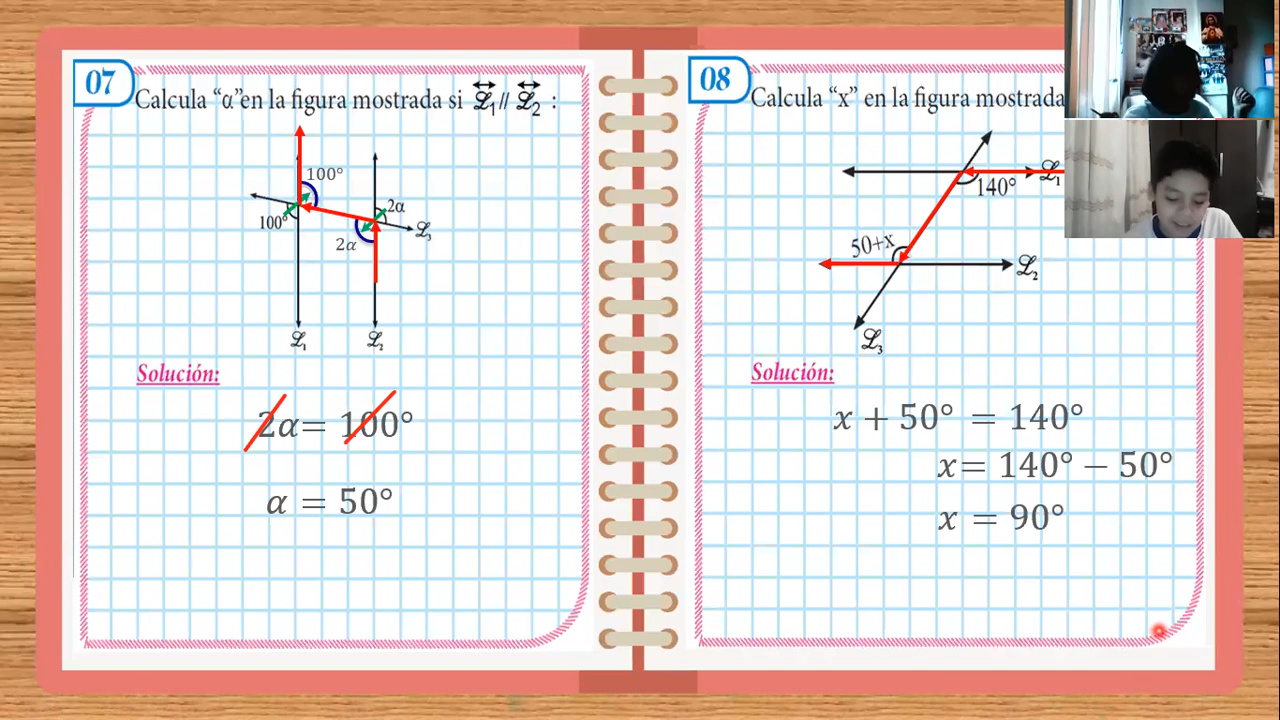 07
Calcula “α”en la figura mostrada si ℒ₁ // ℒ₂ :
100°
2α
100°
ℒ₃
2α
ℒ₁
ℒ₂
Solución:
2α= 100°
α = 50°
08
Calcula “x” en la figura mostrada
ℒ₁
140°
50+x
ℒ₂
ℒ₃
Solución:
x + 50° = 140°
x= 140° − 50°
x = 90°